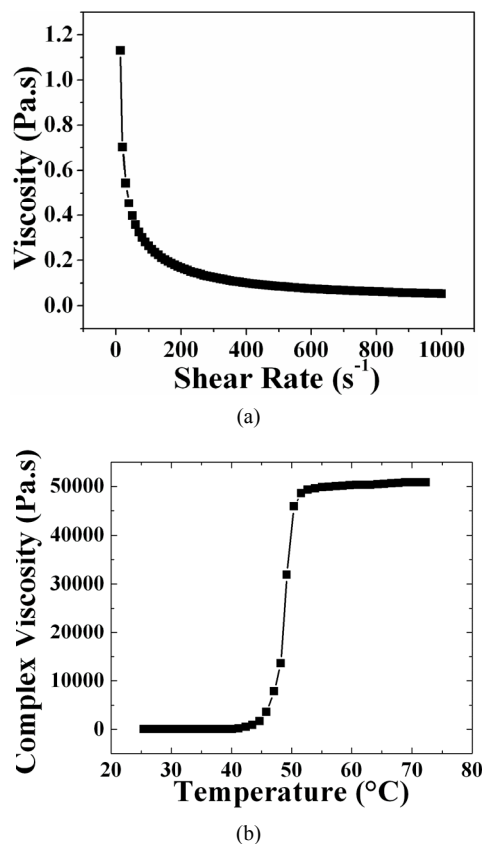 1.2
1.0
0.8
0.6
0.4
0.2
0.0
Viscosity (Pa.s)
0 200 400 600 800 1000
Shear Rate (s⁻¹)
(a)
50000
40000
30000
20000
10000
0
Complex Viscosity (Pa.s)
20 30 40 50 60 70 80
Temperature (°C)
(b)